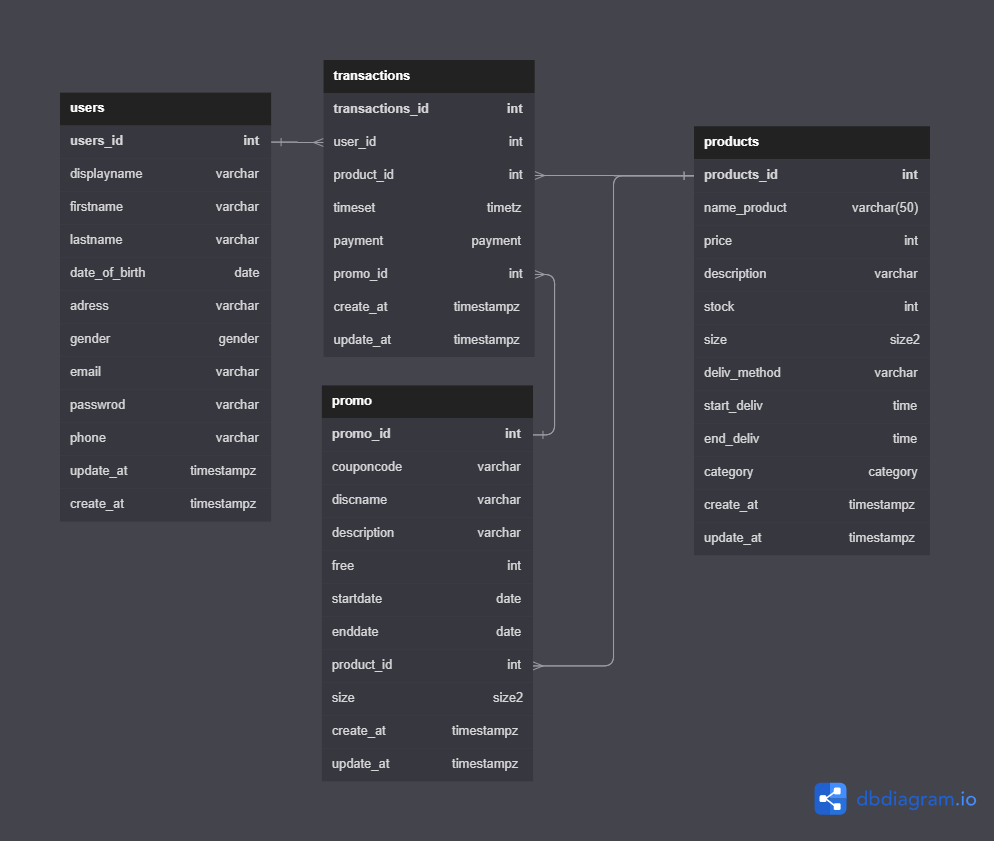 users
users_id int
displayname varchar
firstname varchar
lastname varchar
date_of_birth date
adress varchar
gender gender
email varchar
passwrod varchar
phone varchar
update_at timestampz
create_at timestampz
transactions
transactions_id int
user_id int
product_id int
timeset timetz
payment payment
promo_id int
create_at timestampz
update_at timestampz
promo
promo_id int
couponcode varchar
discname varchar
description varchar
free int
startdate date
enddate date
product_id int
size size2
create_at timestampz
update_at timestampz
products
products_id int
name_product varchar(50)
price int
description varchar
stock int
size size2
deliv_method varchar
start_deliv time
end_deliv time
category category
create_at timestampz
update_at timestampz
dbdiagram.io